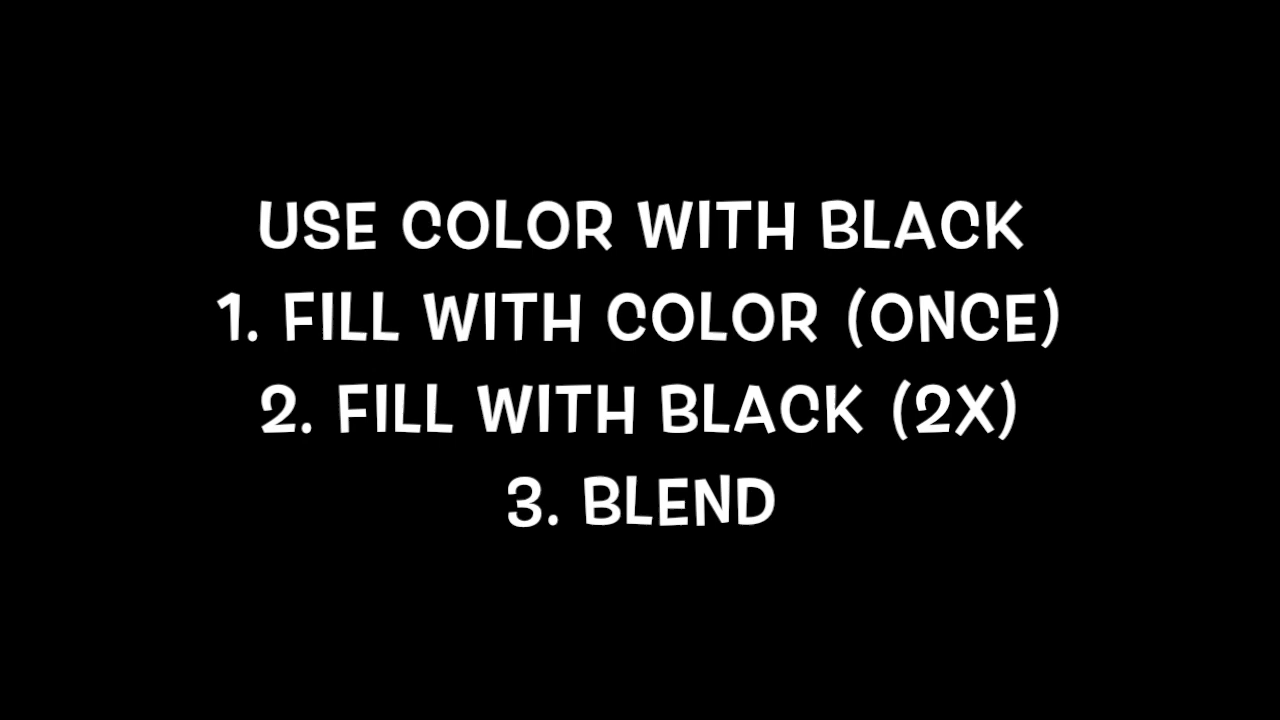 USE COLOR WITH BLACK
1. FILL WITH COLOR (ONCE)
2. FILL WITH BLACK (2X)
3. BLEND